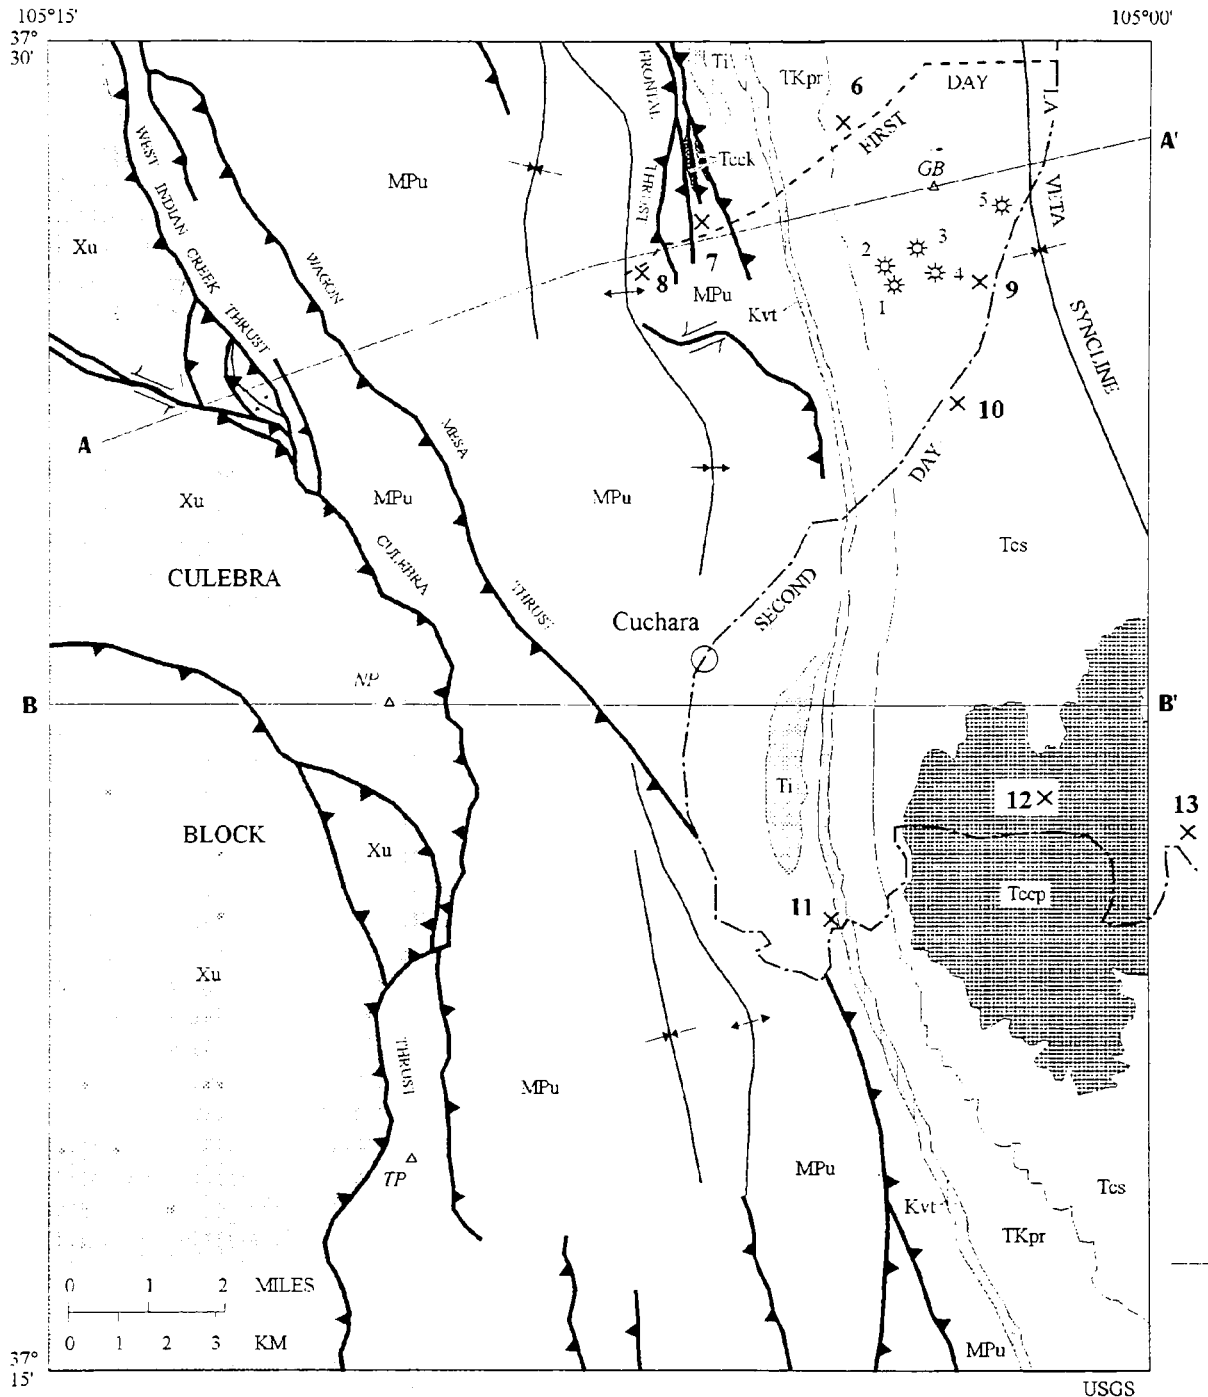 105°15'
105°00'
37°
30'
FRONTAL
THRUST
Ti
TKpr
6
DAY
FIRST
LA
VETA
SYNCLINE
A'
Tcck
GB
MPu
WEST INDIAN CREEK THRUST
Xu
WAGON
MESA
THRUST
5
3
2
4
1
9
7
8
MPu
Kvt
10
A
DAY
Xu
MPu
MPu
CULEBRA
Tcs
CULEBRA
SECOND
Cuchara
NP
B
B'
Ti
12
13
BLOCK
Xu
Tccp
11
Xu
THRUST
MPu
TP
MPu
Kvt
Tcs
TKpr
0 1 2 MILES
0 1 2 3 KM
MPu
37°
15'
USGS